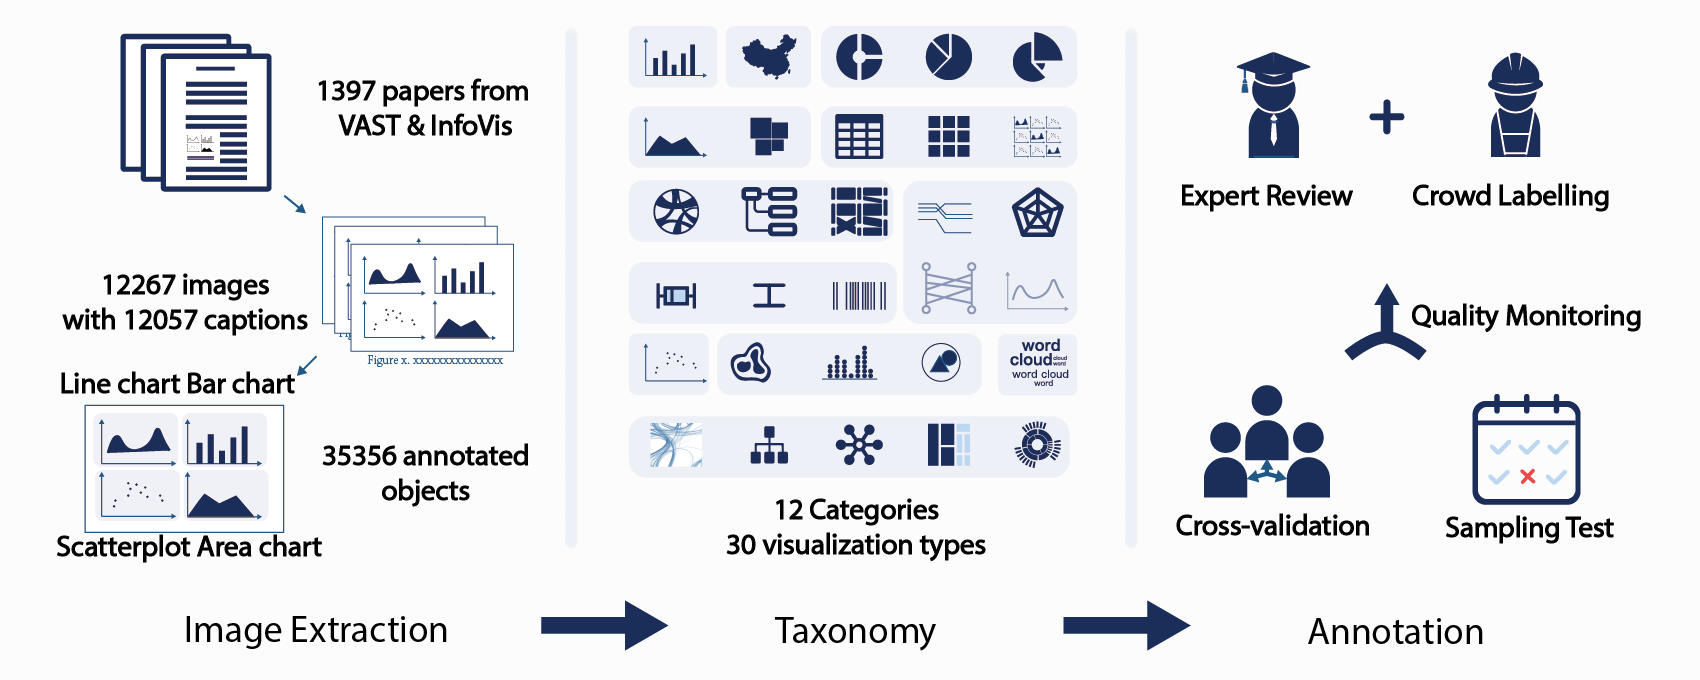 1397 papers from
VAST & InfoVis
12267 images
with 12057 captions
Figure x. xxxxxxxxxxxxxxx
Line chart Bar chart
35356 annotated
objects
Scatterplot Area chart
Image Extraction
word
cloud cloud
word
word cloud
word
12 Categories
30 visualization types
Taxonomy
Expert Review
Crowd Labelling
Quality Monitoring
Cross-validation
Sampling Test
Annotation